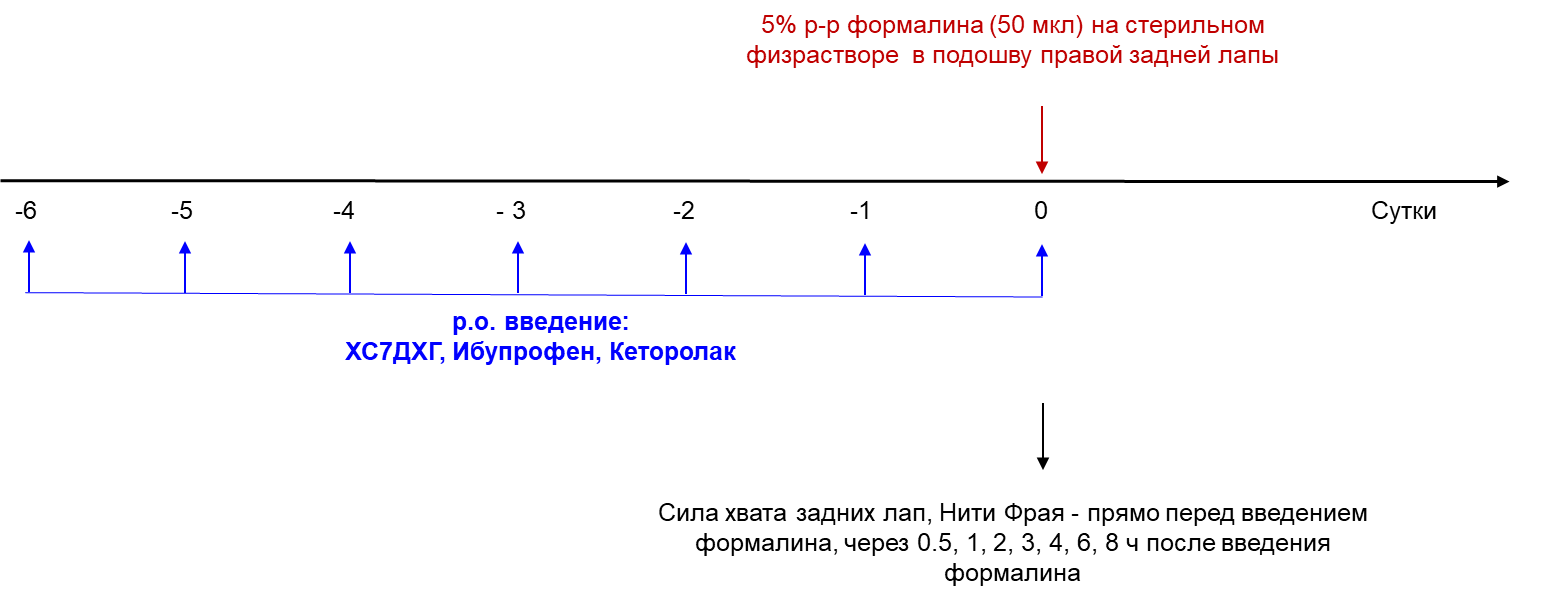 5% р-р формалина (50 мкл) на стерильном
физрастворе в подошву правой задней лапы
-6 -5 -4 - 3 -2 -1 0 Сутки
p.o. введение:
ХС7ДХГ, Ибупрофен, Кеторолак
Сила хвата задних лап, Нити Фрая - прямо перед введением
формалина, через 0.5, 1, 2, 3, 4, 6, 8 ч после введения
формалина